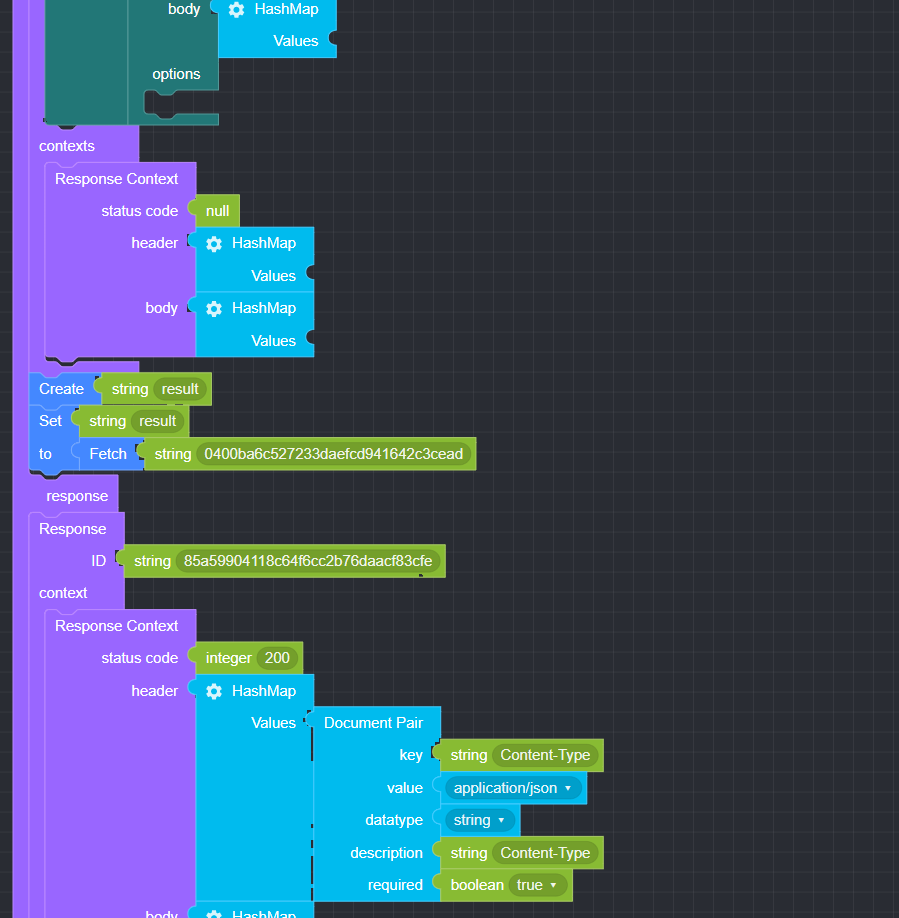 body HashMap
Values
options
contexts
Response Context
status code null
header HashMap
Values
body HashMap
Values
Create string result
Set string result
to Fetch string 0400ba6c527233daefcd941642c3cead
response
Response
ID string 85a59904118c64f6cc2b76daacf83cfe
context
Response Context
status code integer 200
header HashMap
Values Document Pair
key string Content-Type
value application/json
datatype string
description string Content-Type
required boolean true
body HashMap